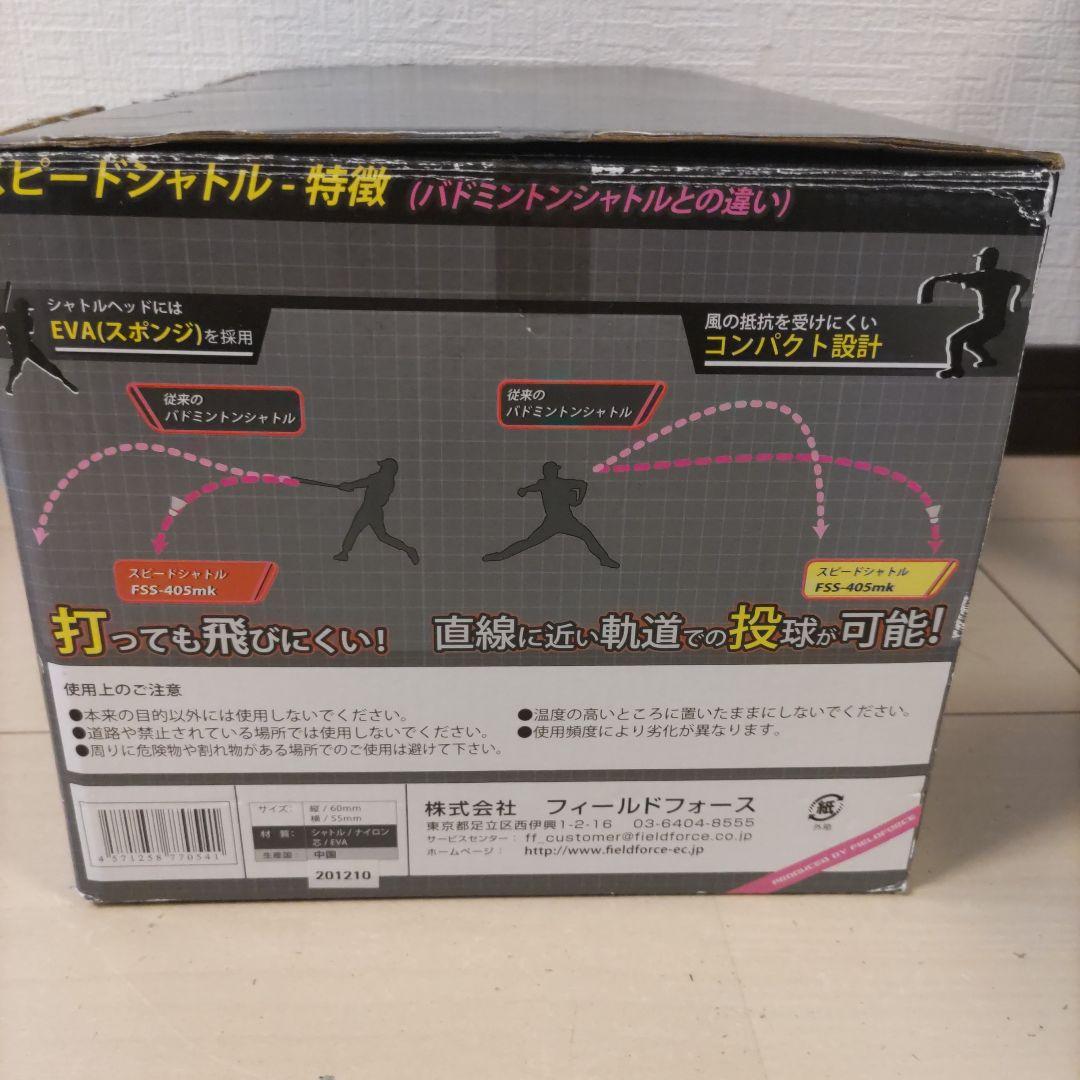 スピードシャトル - 特徴 (バドミントンシャトルとの違い)
シャトルヘッドには
EVA(スポンジ)を採用
風の抵抗を受けにくい
コンパクト設計
従来の
バドミントンシャトル
従来の
バドミントンシャトル
スピードシャトル
FSS-405mk
スピードシャトル
FSS-405mk
打っても飛びにくい!
直線に近い軌道での投球が可能!
使用上のご注意
●本来の目的以外には使用しないでください。
●道路や禁止されている場所では使用しないでください。
●周りに危険物や割れ物がある場所でのご使用は避けて下さい。
●温度の高いところに置いたままにしないでください。
●使用頻度により劣化が異なります。
4 571258 770541
サイズ: 縦 / 60mm
横 / 55mm
材 質: シャトル / ナイロン
芯 / EVA
生産国: 中国
201210
株式会社 フィールドフォース
東京都足立区西伊興1-2-16 03-6404-8555
サービスセンター: ff_customer@fieldforce.co.jp
ホームページ: http://www.fieldforce-ec.jp
紙
外箱
PRODUCED BY FIELDFORCE